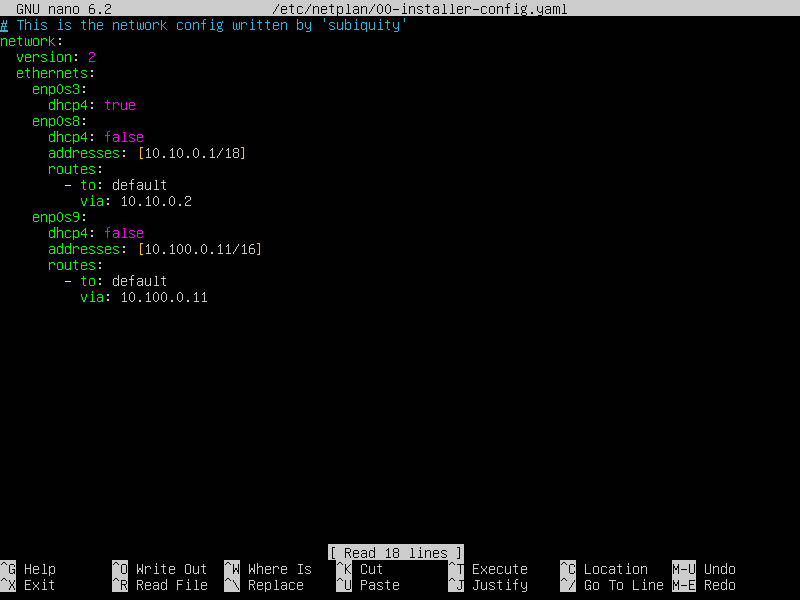 GNU nano 6.2 /etc/netplan/00-installer-config.yaml
# This is the network config written by 'subiquity'
network:
  version: 2
  ethernets:
    enp0s3:
      dhcp4: true
    enp0s8:
      dhcp4: false
      addresses: [10.10.0.1/18]
      routes:
        - to: default
          via: 10.10.0.2
    enp0s9:
      dhcp4: false
      addresses: [10.100.0.11/16]
      routes:
        - to: default
          via: 10.100.0.11
[ Read 18 lines ]
^G Help ^O Write Out ^W Where Is ^K Cut ^T Execute ^C Location M-U Undo
^X Exit ^R Read File ^\ Replace ^U Paste ^J Justify ^/ Go To Line M-E Redo